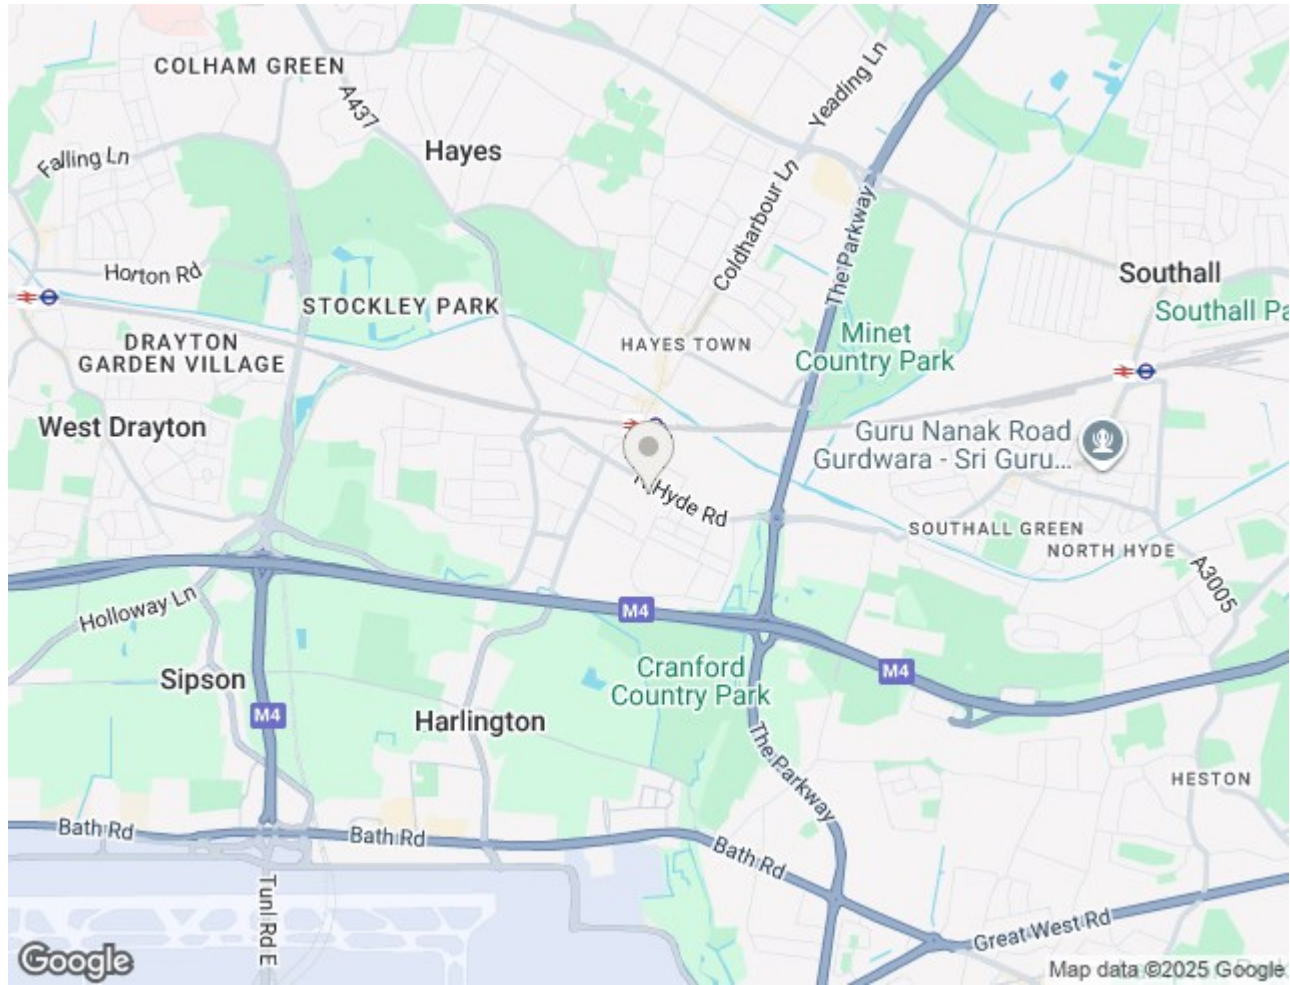 COLHAM GREEN
A437
Yeading Ln
Falling Ln
Hayes
Coldharbour Ln
The Parkway
Horton Rd
Southall
STOCKLEY PARK
Southall Pa
DRAYTON
GARDEN VILLAGE
HAYES TOWN
Minet
Country Park
West Drayton
Guru Nanak Road
Gurdwara - Sri Guru...
Hyde Rd
SOUTHALL GREEN
NORTH HYDE
A3005
Holloway Ln
M4
Cranford
Country Park
M4
Sipson
M4
Harlington
The Parkway
HESTON
Bath Rd
Bath Rd
Bath Rd
Tunl Rd E
Great West Rd
Google
Map data ©2025 Google